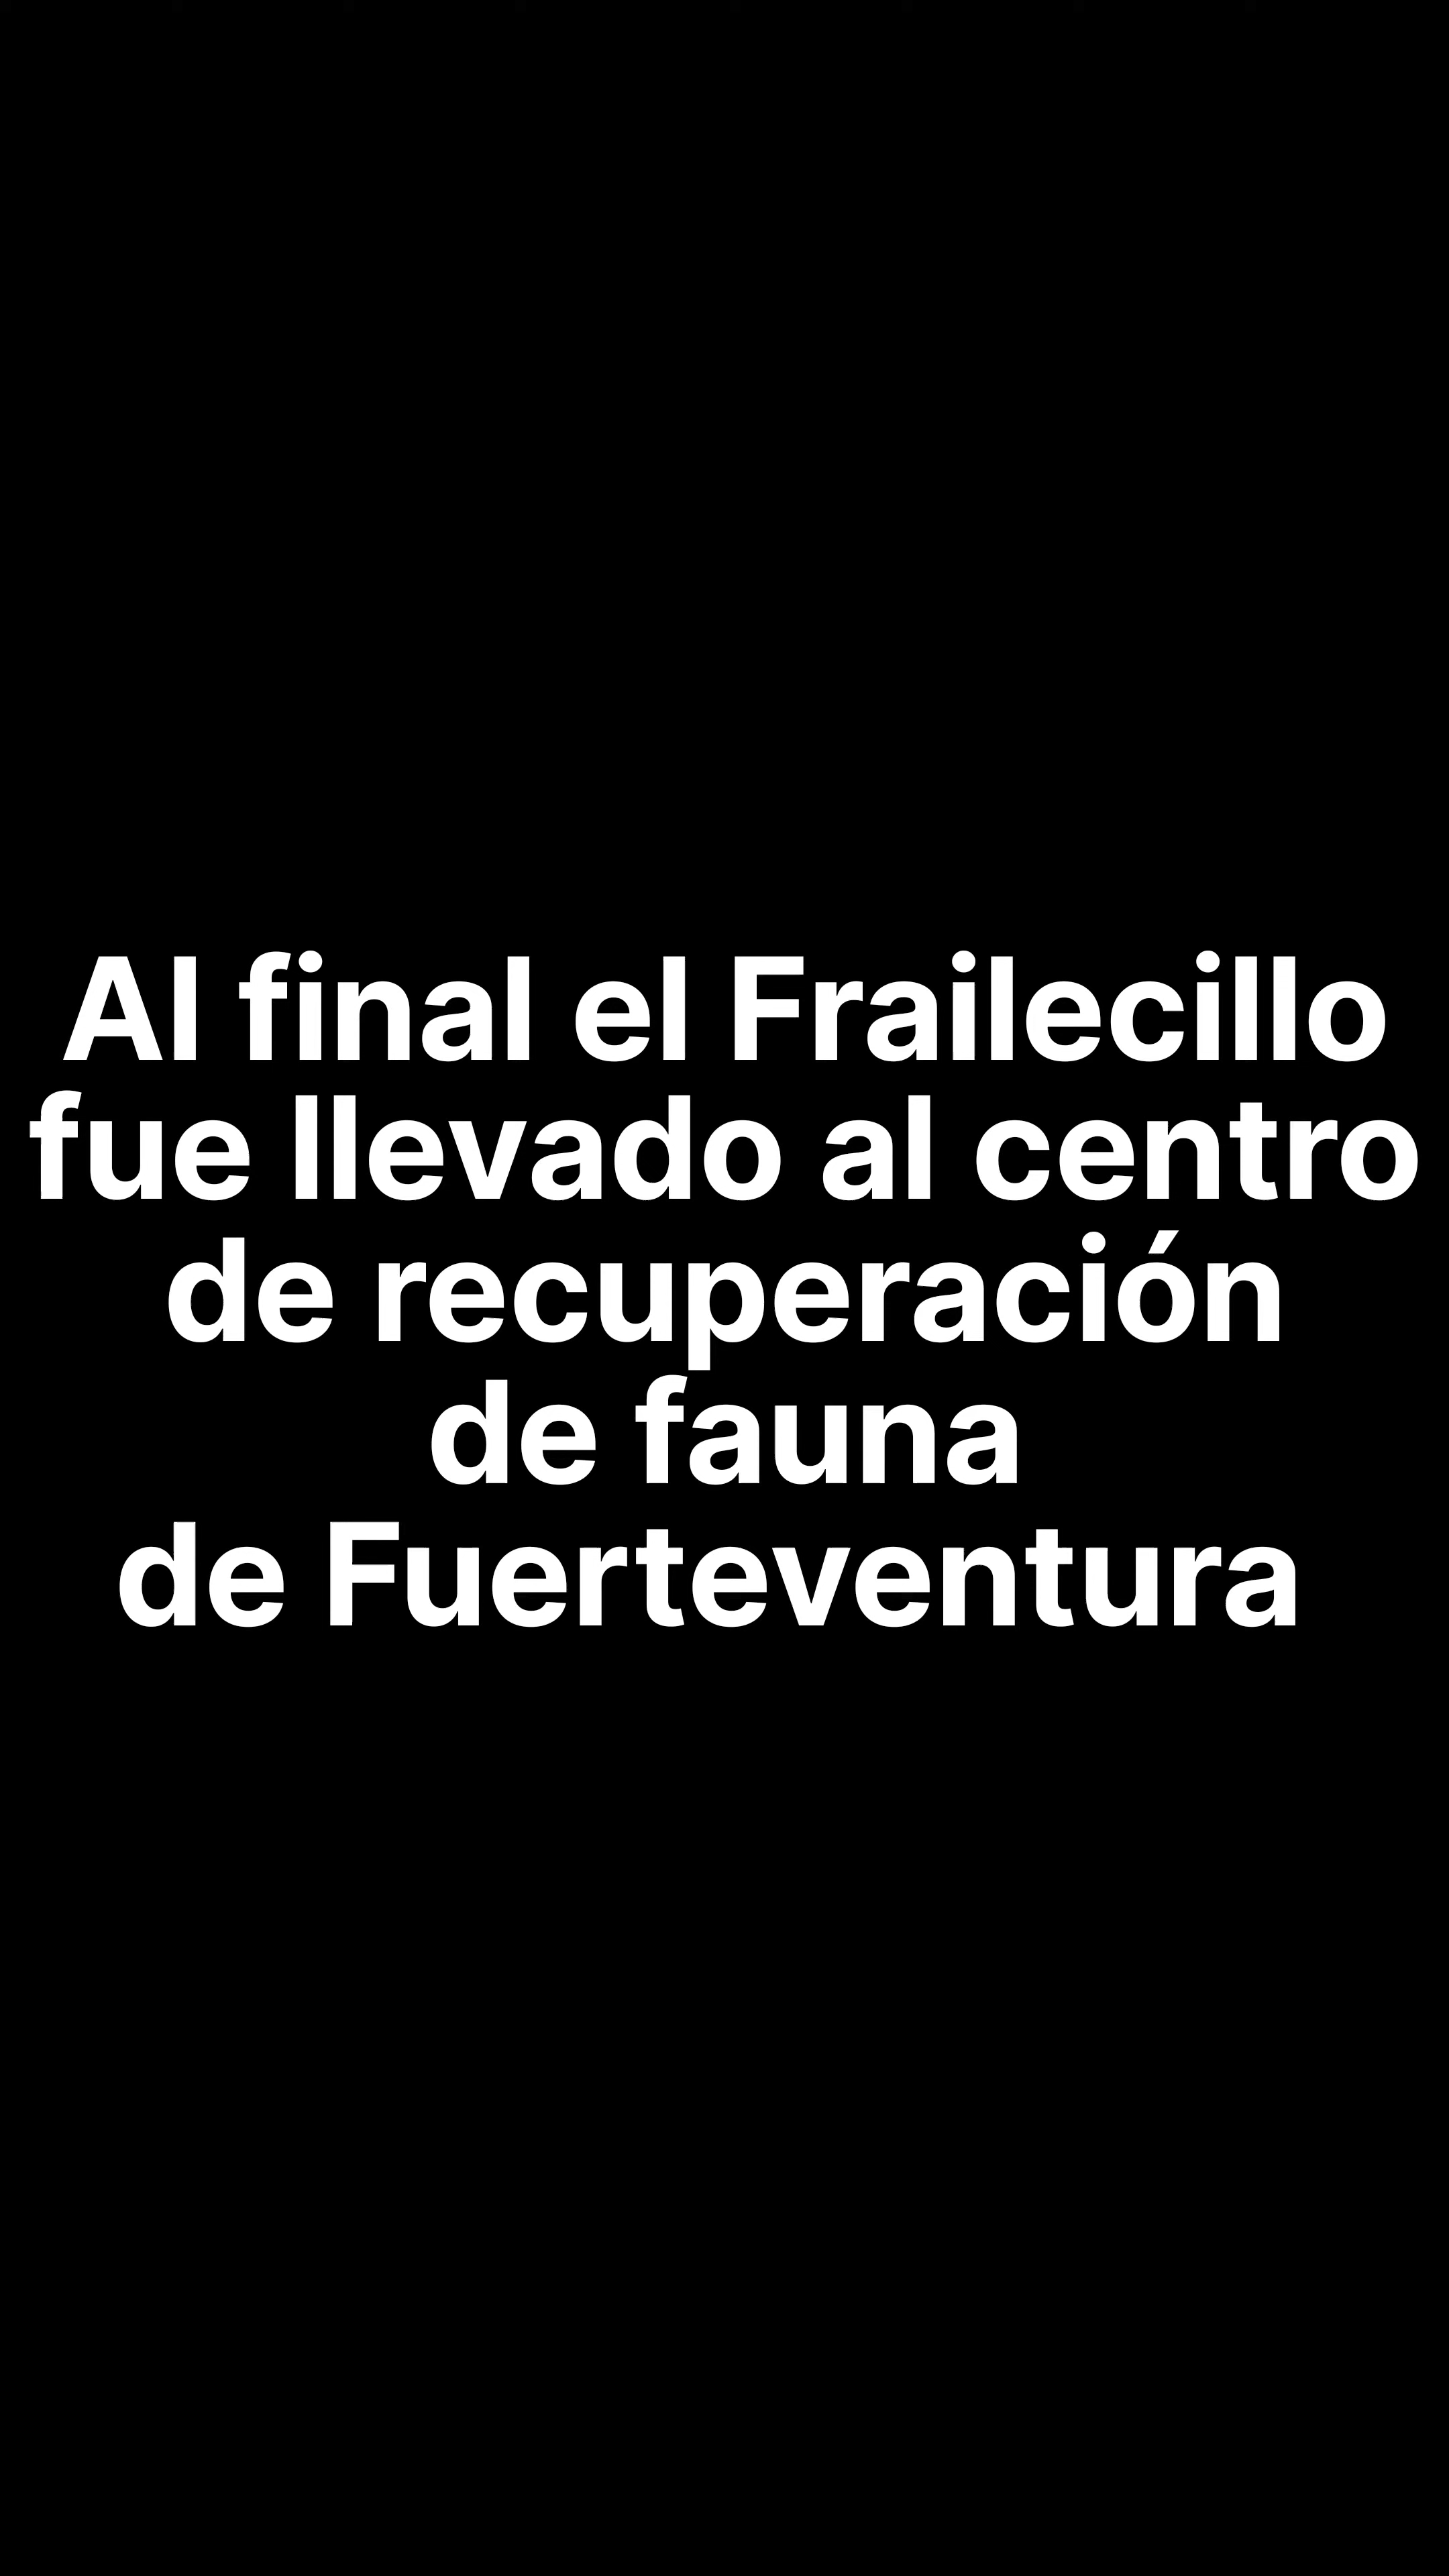 Al final el Frailecillo
fue llevado al centro
de recuperación
de fauna
de Fuerteventura